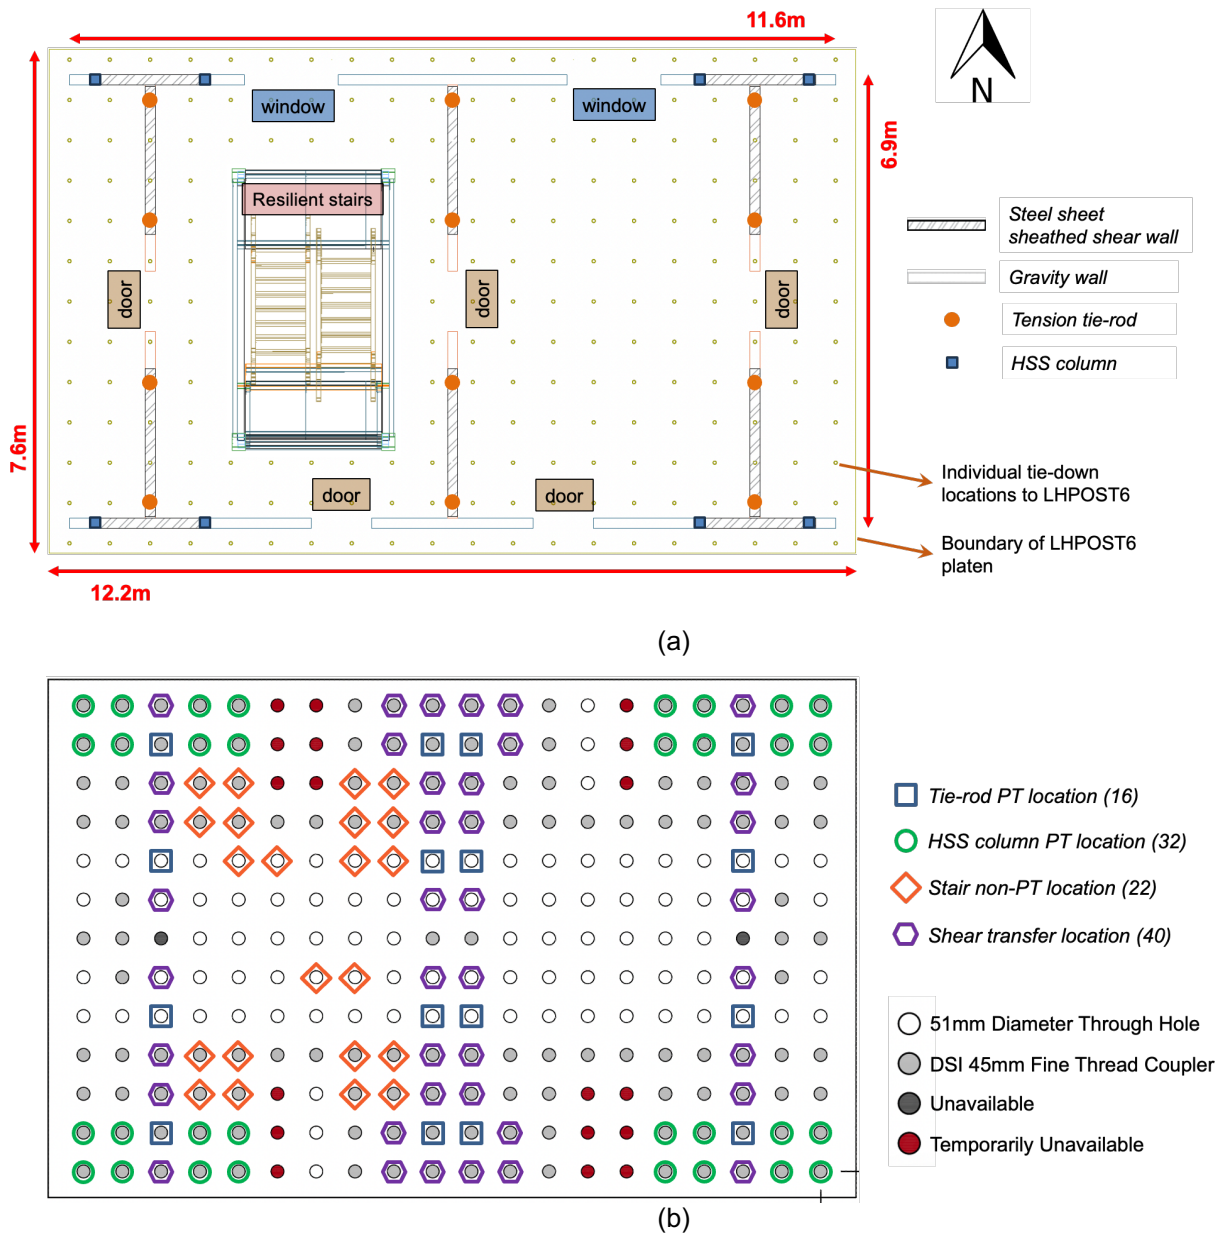 11.6m
N
window
window
6.9m
Resilient stairs
Steel sheet
sheathed shear wall
Gravity wall
door
door
door
Tension tie-rod
HSS column
7.6m
door
door
Individual tie-down
locations to LHPOST6
Boundary of LHPOST6
platen
12.2m
(a)
Tie-rod PT location (16)
HSS column PT location (32)
Stair non-PT location (22)
Shear transfer location (40)
51mm Diameter Through Hole
DSI 45mm Fine Thread Coupler
Unavailable
Temporarily Unavailable
(b)